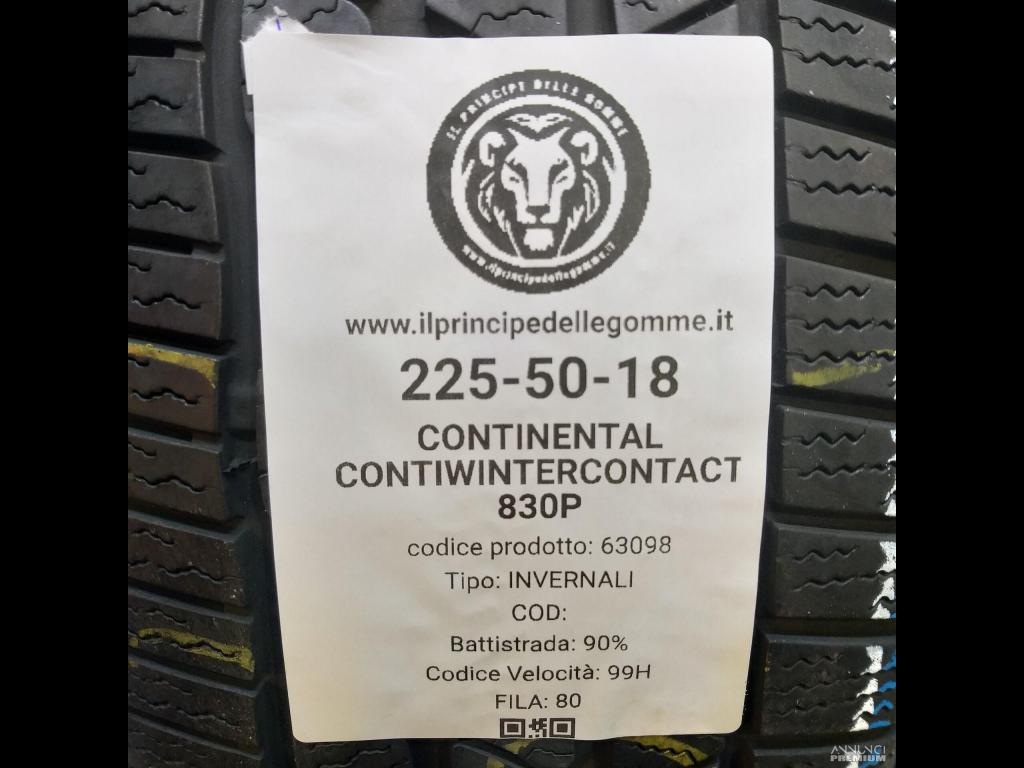 IL PRINCIPE DELLE GOMME
www.ilprincipedellegomme.it
www.ilprincipedellegomme.it
225-50-18
CONTINENTAL
CONTIWINTERCONTACT
830P
codice prodotto: 63098
Tipo: INVERNALI
COD:
Battistrada: 90%
Codice Velocità: 99H
FILA: 80
ANNUNCI
PREMIUM